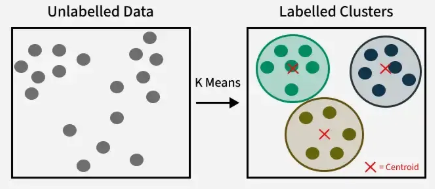 Unlabelled Data
Labelled Clusters
K Means
= Centroid